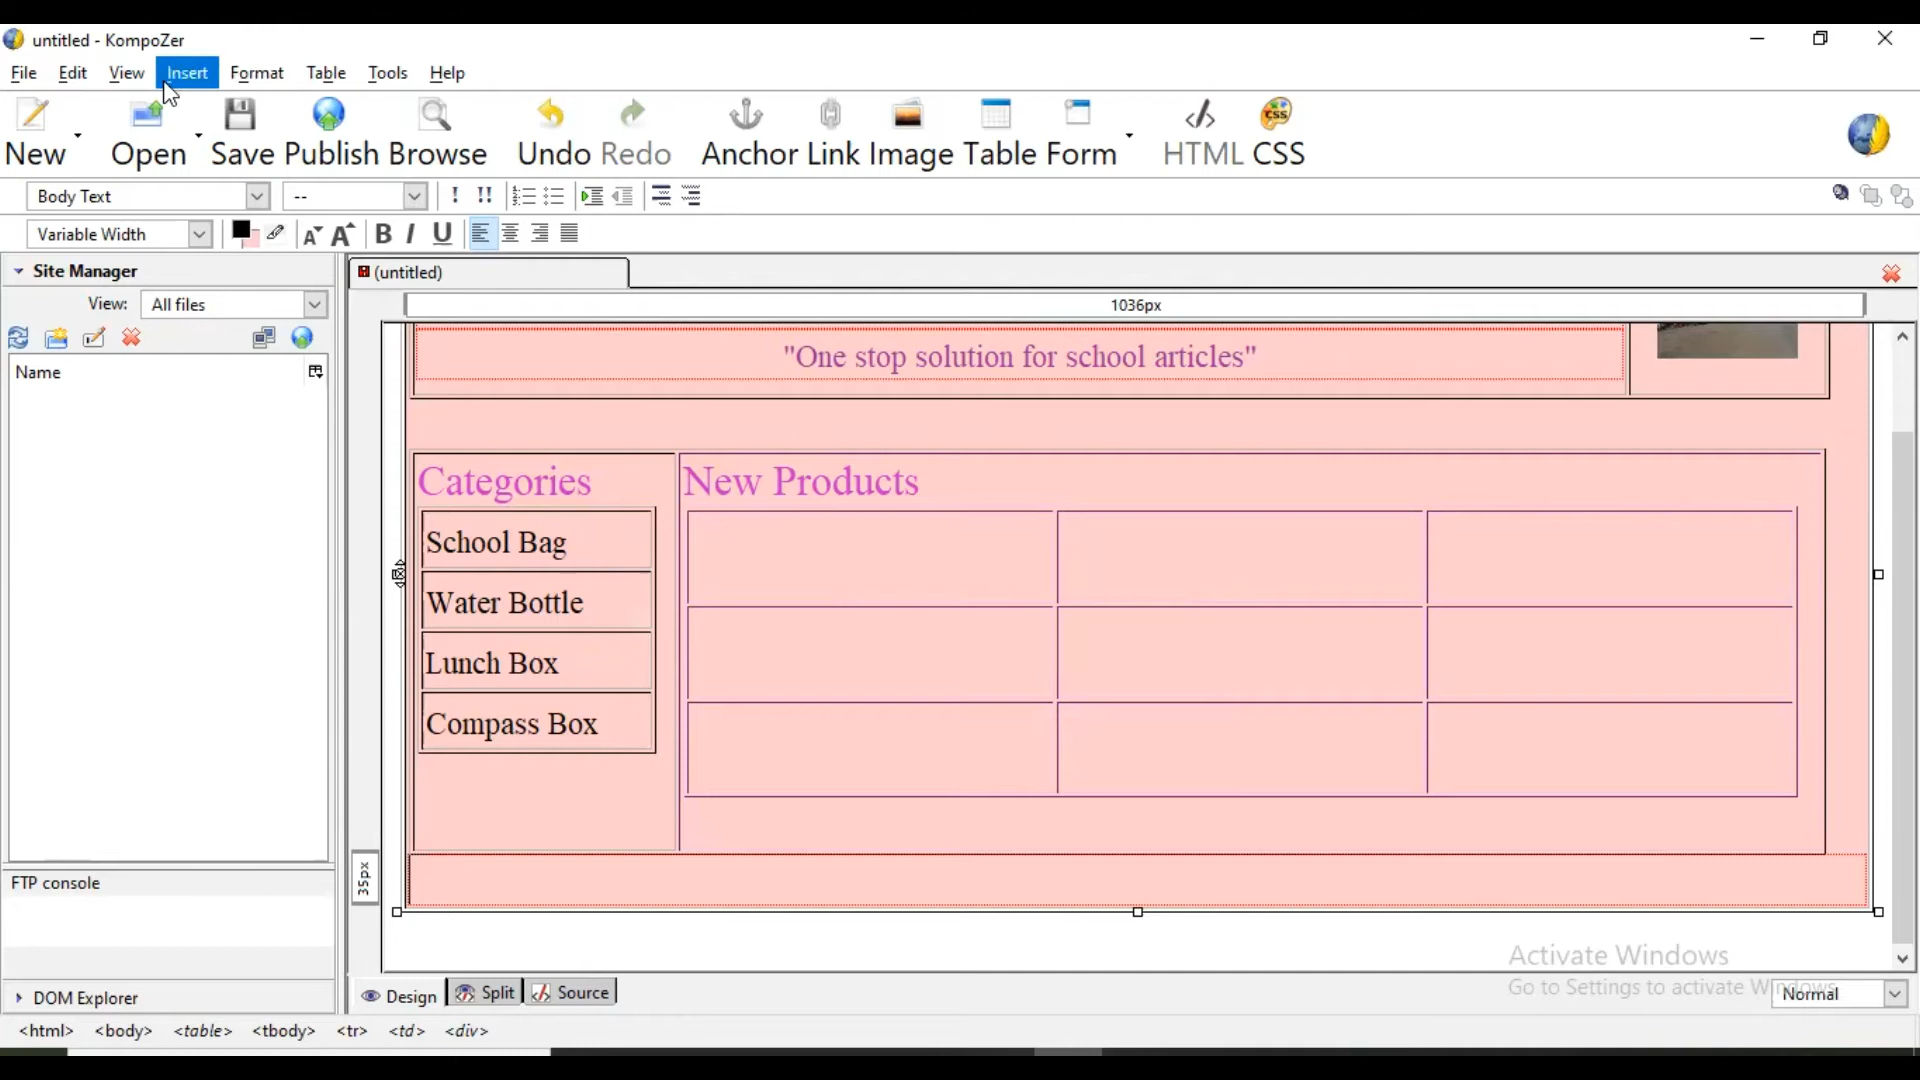 untitled - KompoZer
File Edit View Insert Format Table Tools Help
New Open Save Publish Browse Undo Redo Anchor Link Image Table Form HTML CSS
Body Text -- ! !!
Variable Width A A B I U
Site Manager
(untitled)
View: All files
1036px
Name
"One stop solution for school articles"
Categories
New Products
School Bag
Water Bottle
Lunch Box
Compass Box
35px
FTP console
Activate Windows
Go to Settings to activate Windows.
Normal
DOM Explorer
Design Split Source
<html> <body> <table> <tbody> <tr> <td> <div>